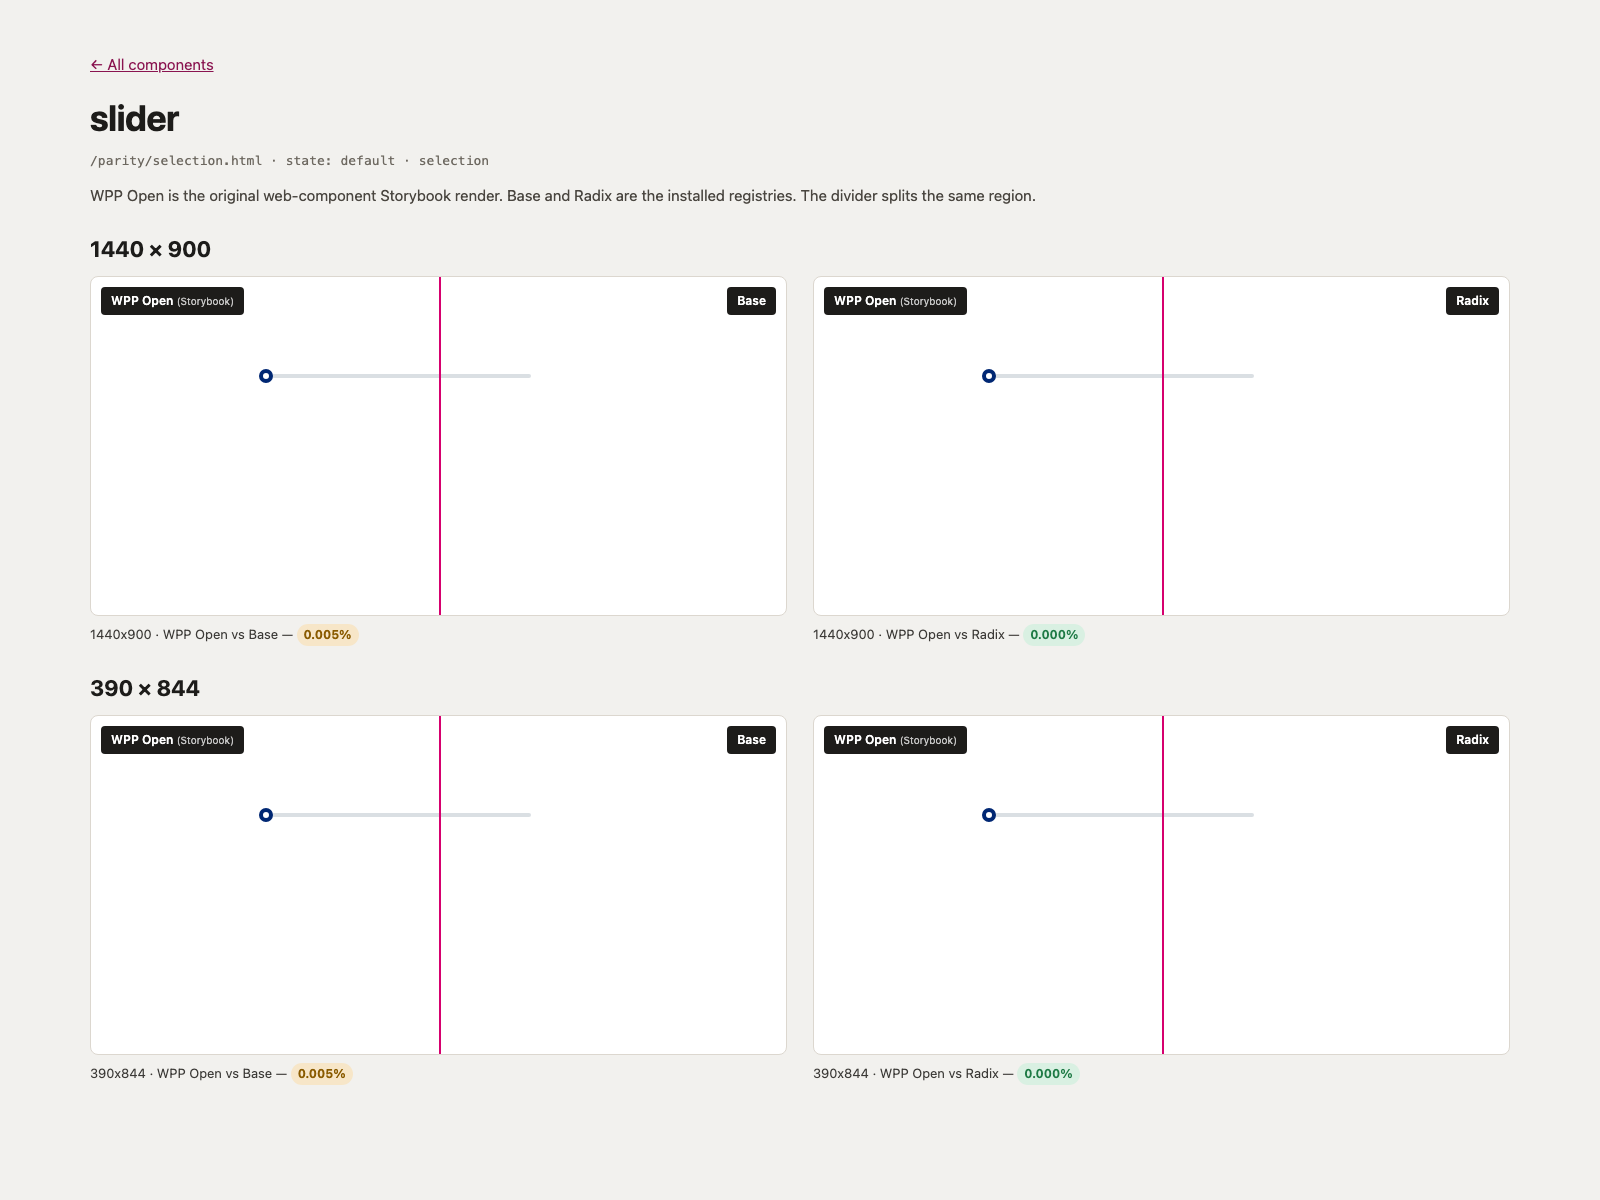 ← All components
slider
/parity/selection.html · state: default · selection
WPP Open is the original web-component Storybook render. Base and Radix are the installed registries. The divider splits the same region.
1440 × 900
WPP Open (Storybook)
Base
WPP Open (Storybook)
Radix
1440x900 · WPP Open vs Base — 0.005%
1440x900 · WPP Open vs Radix — 0.000%
390 × 844
WPP Open (Storybook)
Base
WPP Open (Storybook)
Radix
390x844 · WPP Open vs Base — 0.005%
390x844 · WPP Open vs Radix — 0.000%